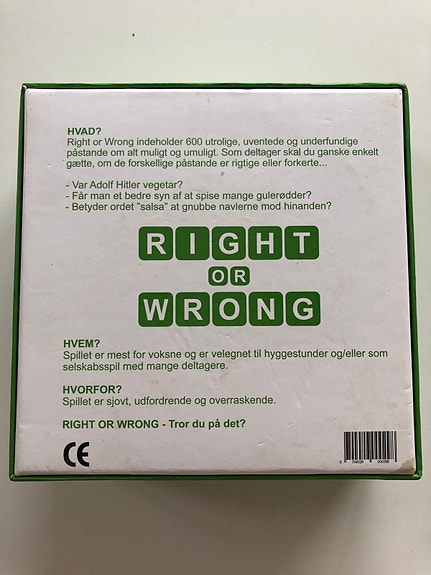 HVAD?
Right or Wrong indeholder 600 utrolige, uventede og underfundige
påstande om alt muligt og umuligt. Som deltager skal du ganske enkelt
gætte, om de forskellige påstande er rigtige eller forkerte...
- Var Adolf Hitler vegetar?
- Får man et bedre syn af at spise mange gulerødder?
- Betyder ordet "salsa" at gnubbe navlerne mod hinanden?
RIGHT
OR
WRONG
HVEM?
Spillet er mest for voksne og er velegnet til hyggestunder og/eller som
selskabsspil med mange deltagere.
HVORFOR?
Spillet er sjovt, udfordrende og overraskende.
RIGHT OR WRONG - Tror du på det?
CE